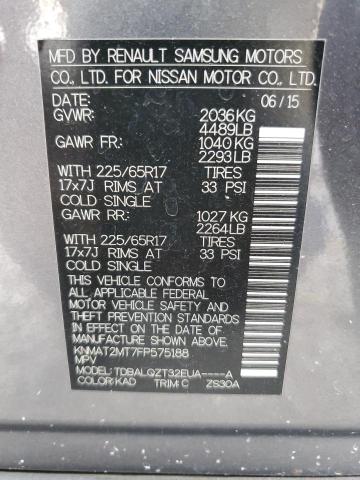 MFD BY RENAULT SAMSUNG MOTORS
CO., LTD. FOR NISSAN MOTOR CO., LTD.
DATE: 06/15
GVWR: 2036KG
4489LB
GAWR FR: 1040 KG
2293LB
WITH 225/65R17 TIRES
17x7J RIMS AT 33 PSI
COLD SINGLE
GAWR RR: 1027 KG
2264LB
WITH 225/65R17 TIRES
17x7J RIMS AT 33 PSI
COLD SINGLE
THIS VEHICLE CONFORMS TO
ALL APPLICABLE FEDERAL
MOTOR VEHICLE SAFETY AND
THEFT PREVENTION STANDARDS
IN EFFECT ON THE DATE OF
MANUFACTURE SHOWN ABOVE.
KNMAT2MT7FP575188
MPV
MODEL: TDBALQZT32EUA----A
COLOR: KAD TRIM: C ZS30A